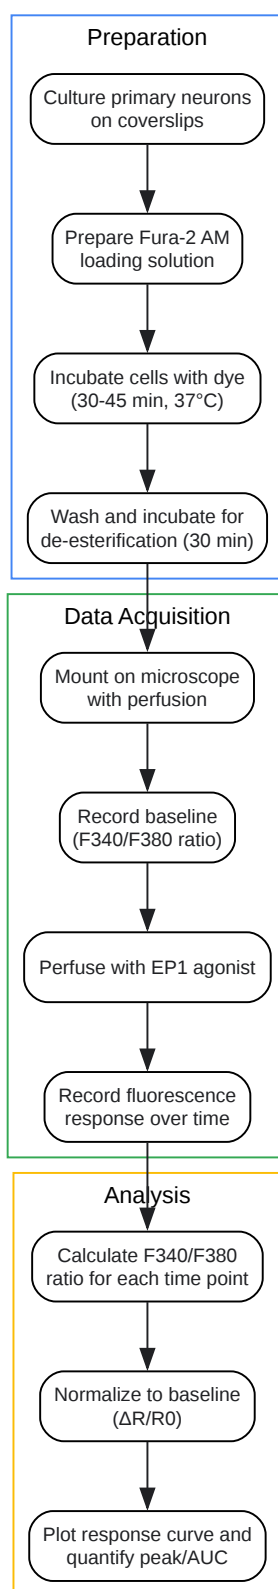 Preparation
Culture primary neurons
on coverslips
Prepare Fura-2 AM
loading solution
Incubate cells with dye
(30-45 min, 37°C)
Wash and incubate for
de-esterification (30 min)
Data Acquisition
Mount on microscope
with perfusion
Record baseline
(F340/F380 ratio)
Perfuse with EP1 agonist
Record fluorescence
response over time
Analysis
Calculate F340/F380
ratio for each time point
Normalize to baseline
(ΔR/R0)
Plot response curve and
quantify peak/AUC